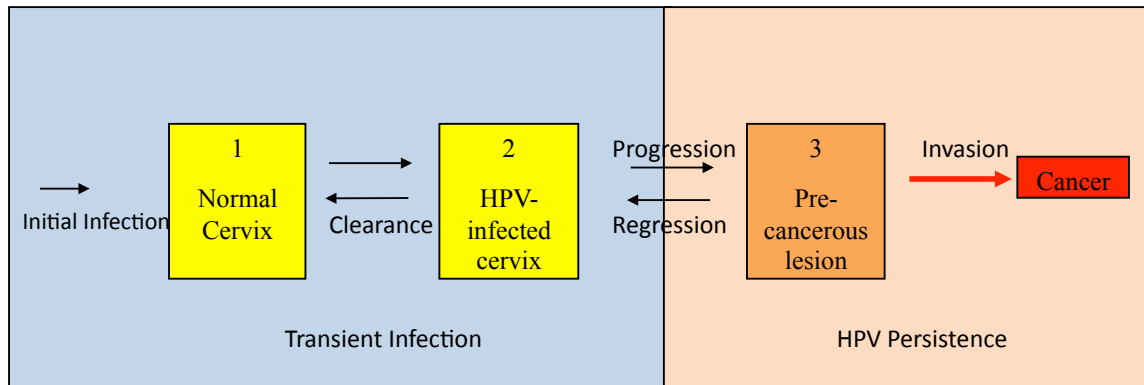 Initial Infection
1
Normal
Cervix
Clearance
2
HPV-
infected
cervix
Progression
Regression
3
Pre-
cancerous
lesion
Invasion
Cancer
Transient Infection
HPV Persistence